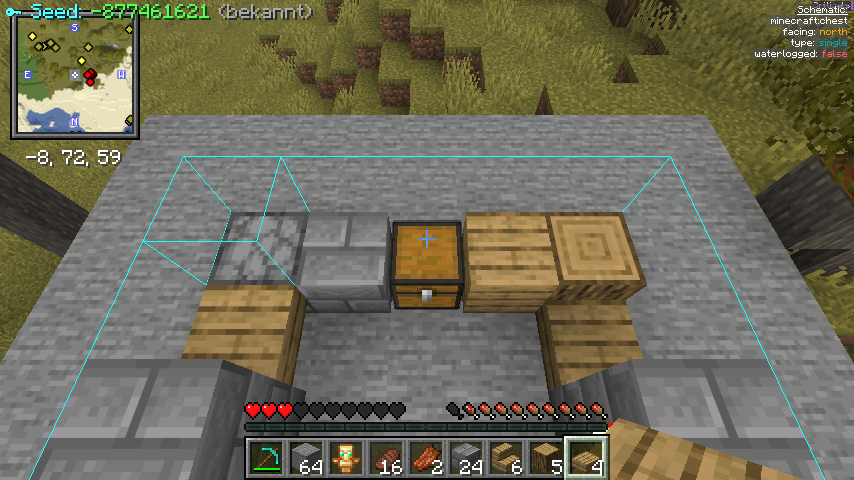 Seed: -877461621 (bekannt)
S
E
W
N
-8, 72, 59
Schematic:
minecraft:chest
facing: north
type: single
waterlogged: false
64
16
2
24
6
5
4